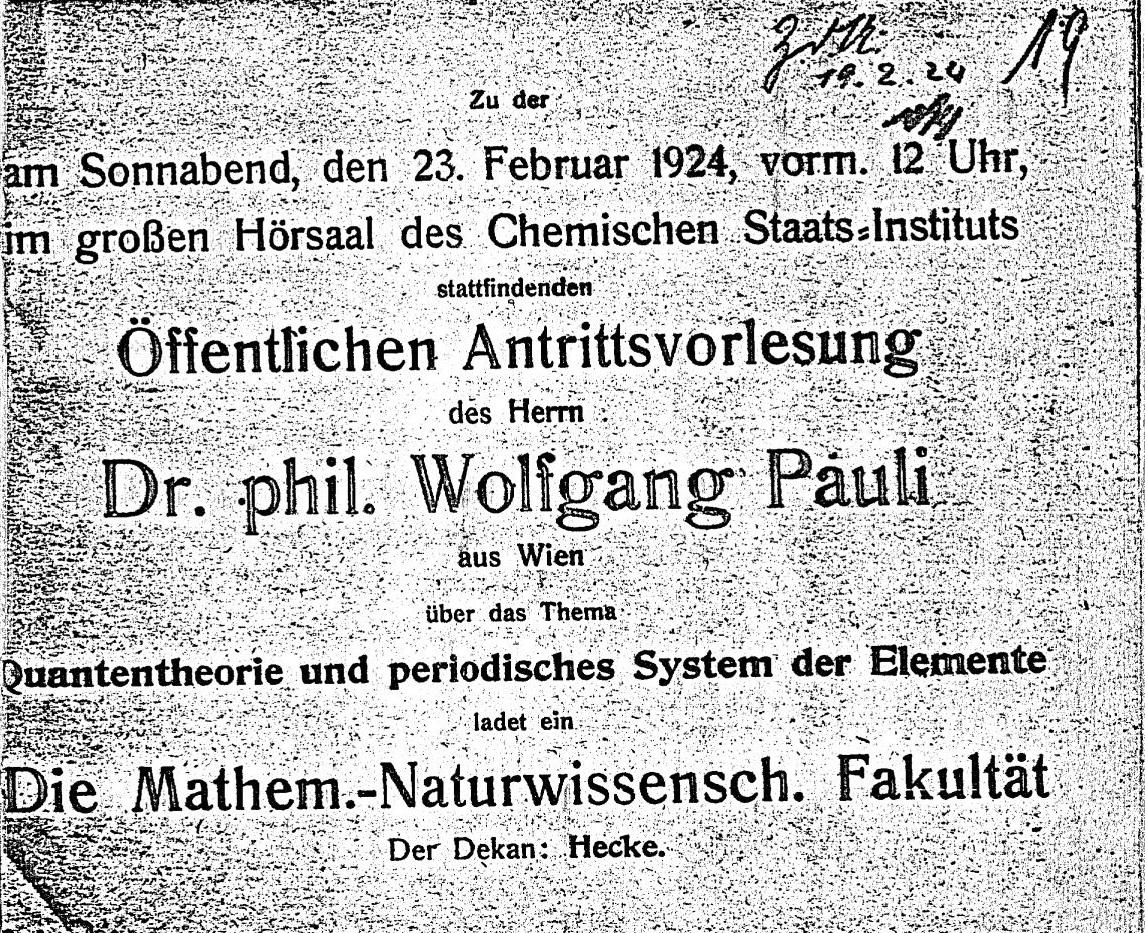 19
19.2.24
Zu der
am Sonnabend, den 23. Februar 1924, vorm. 12 Uhr,
im großen Hörsaal des Chemischen Staats-Instituts
stattfindenden
Öffentlichen Antrittsvorlesung
des Herrn
Dr. phil. Wolfgang Pauli
aus Wien
über das Thema
Quantentheorie und periodisches System der Elemente
ladet ein
Die Mathem.-Naturwissensch. Fakultät
Der Dekan: Hecke.